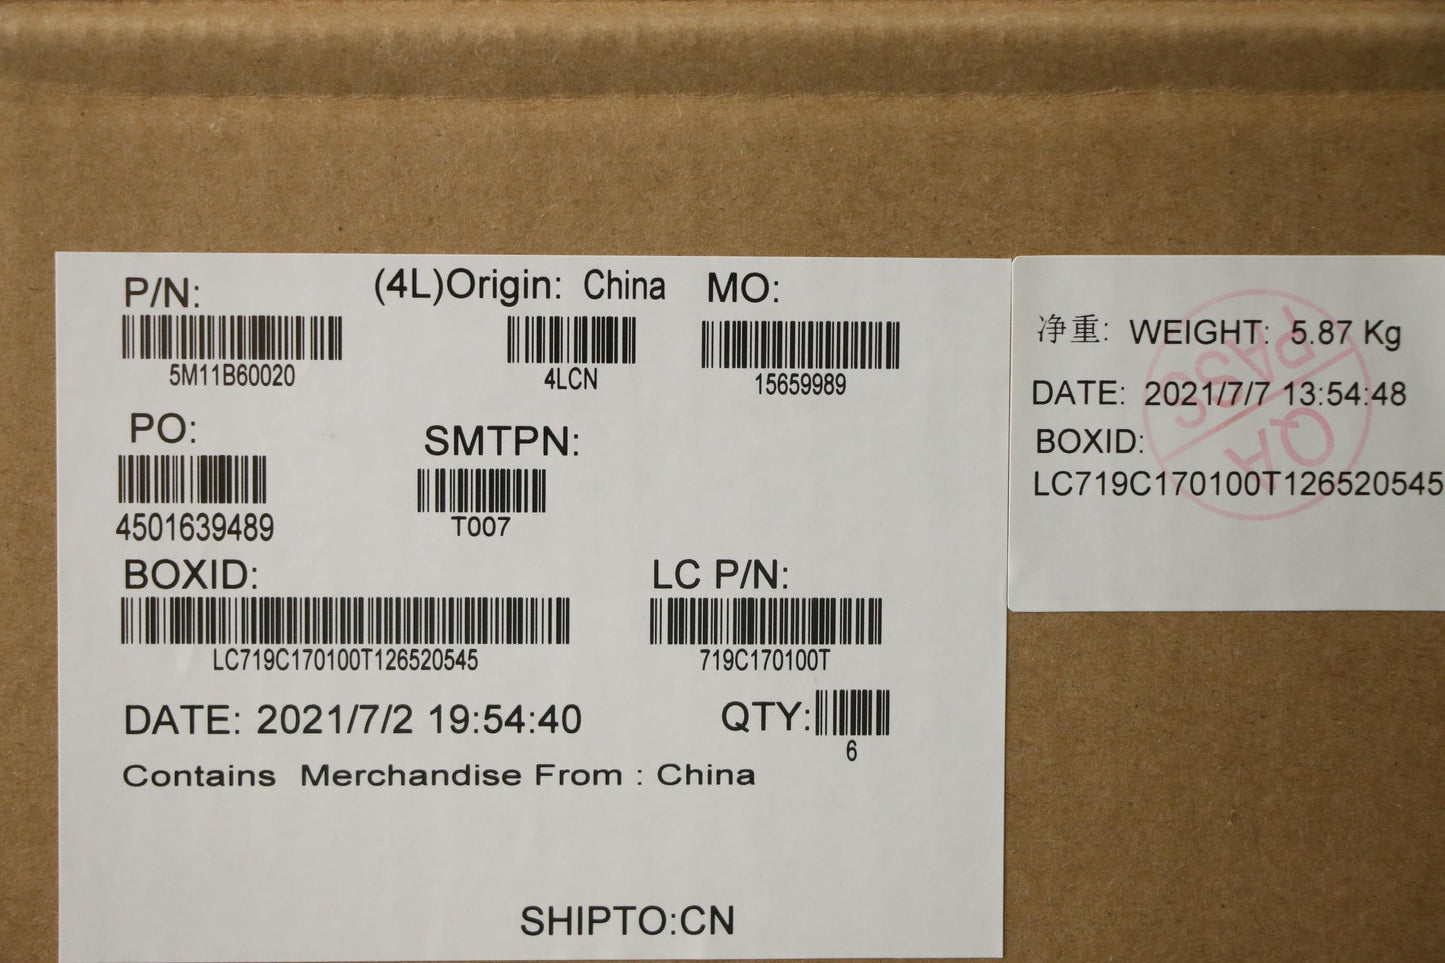 P/N:
5M11B60020
(4L)Origin: China
4LCN
MO:
15659989
PO:
4501639489
SMTPN:
T007
BOXID:
LC719C170100T126520545
LC P/N:
719C170100T
DATE: 2021/7/2 19:54:40
QTY:
6
Contains Merchandise From : China
SHIPTO:CN
净重: WEIGHT: 5.87 Kg
DATE: 2021/7/7 13:54:48
BOXID:
LC719C170100T126520545
QA